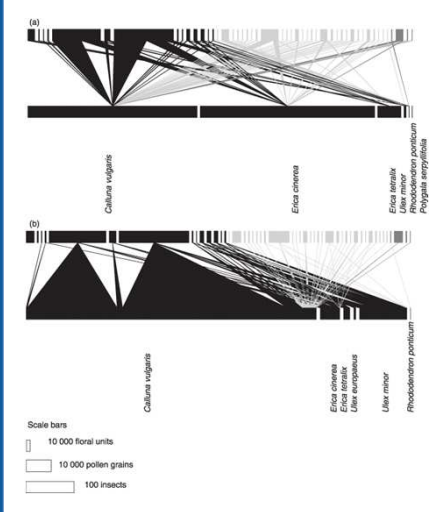 (a)
Calluna vulgaris
Erica cinerea
Erica tetralix
Ulex minor
Rhododendron ponticum
Polygala serpyllifolia
(b)
Calluna vulgaris
Erica cinerea
Erica tetralix
Ulex europaeus
Ulex minor
Rhododendron ponticum
Scale bars
10 000 floral units
10 000 pollen grains
100 insects